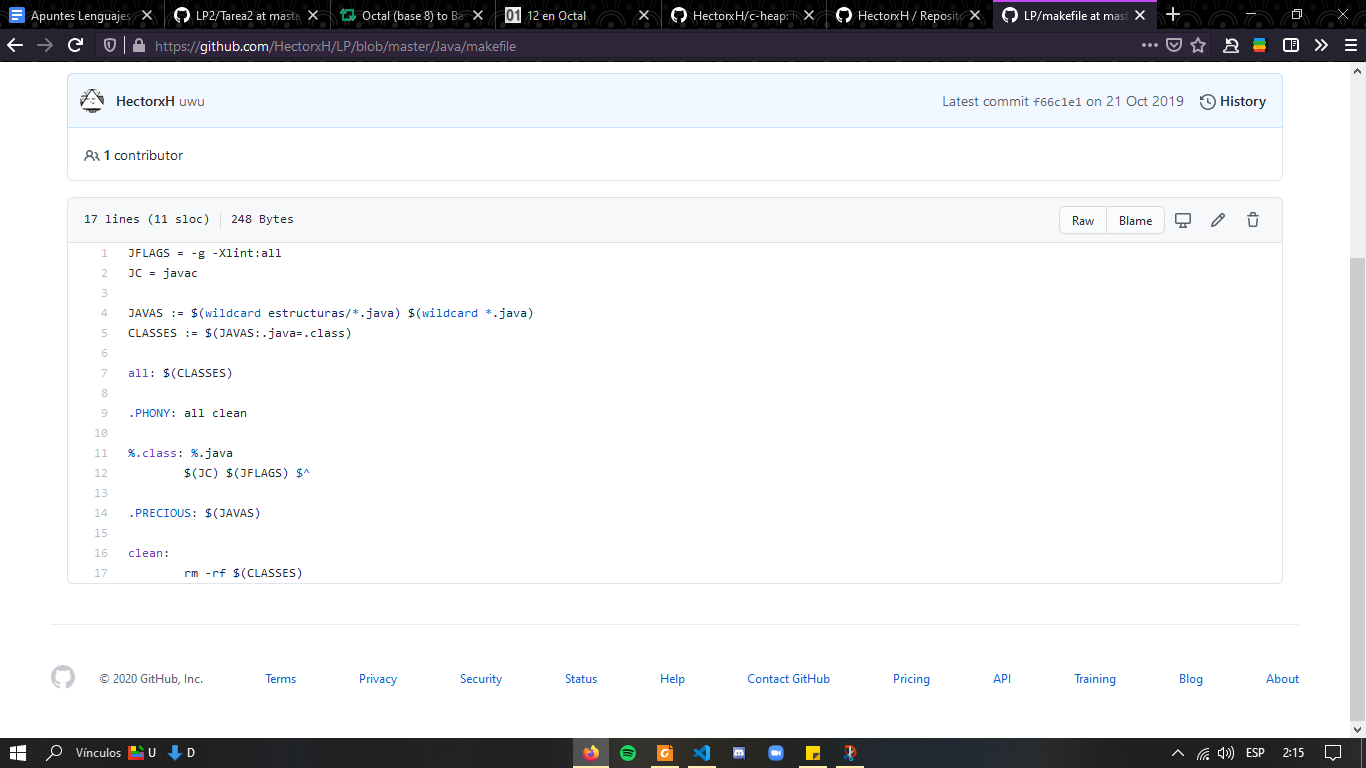 Apuntes Lenguajes
LP2/Tarea2 at maste
Octal (base 8) to Ba
01 12 en Octal
HectorxH/c-heap:
HectorxH / Reposito
LP/makefile at mast
https://github.com/HectorxH/LP/blob/master/Java/makefile
HectorxH uwu
Latest commit f66c1e1 on 21 Oct 2019
History
1 contributor
17 lines (11 sloc) 248 Bytes
Raw
Blame
1 JFLAGS = -g -Xlint:all
2 JC = javac
3
4 JAVAS := $(wildcard estructuras/*.java) $(wildcard *.java)
5 CLASSES := $(JAVAS:.java=.class)
6
7 all: $(CLASSES)
8
9 .PHONY: all clean
10
11 %.class: %.java
12 $(JC) $(JFLAGS) $^
13
14 .PRECIOUS: $(JAVAS)
15
16 clean:
17 rm -rf $(CLASSES)
© 2020 GitHub, Inc.
Terms
Privacy
Security
Status
Help
Contact GitHub
Pricing
API
Training
Blog
About
Vínculos
U
D
ESP
2:15